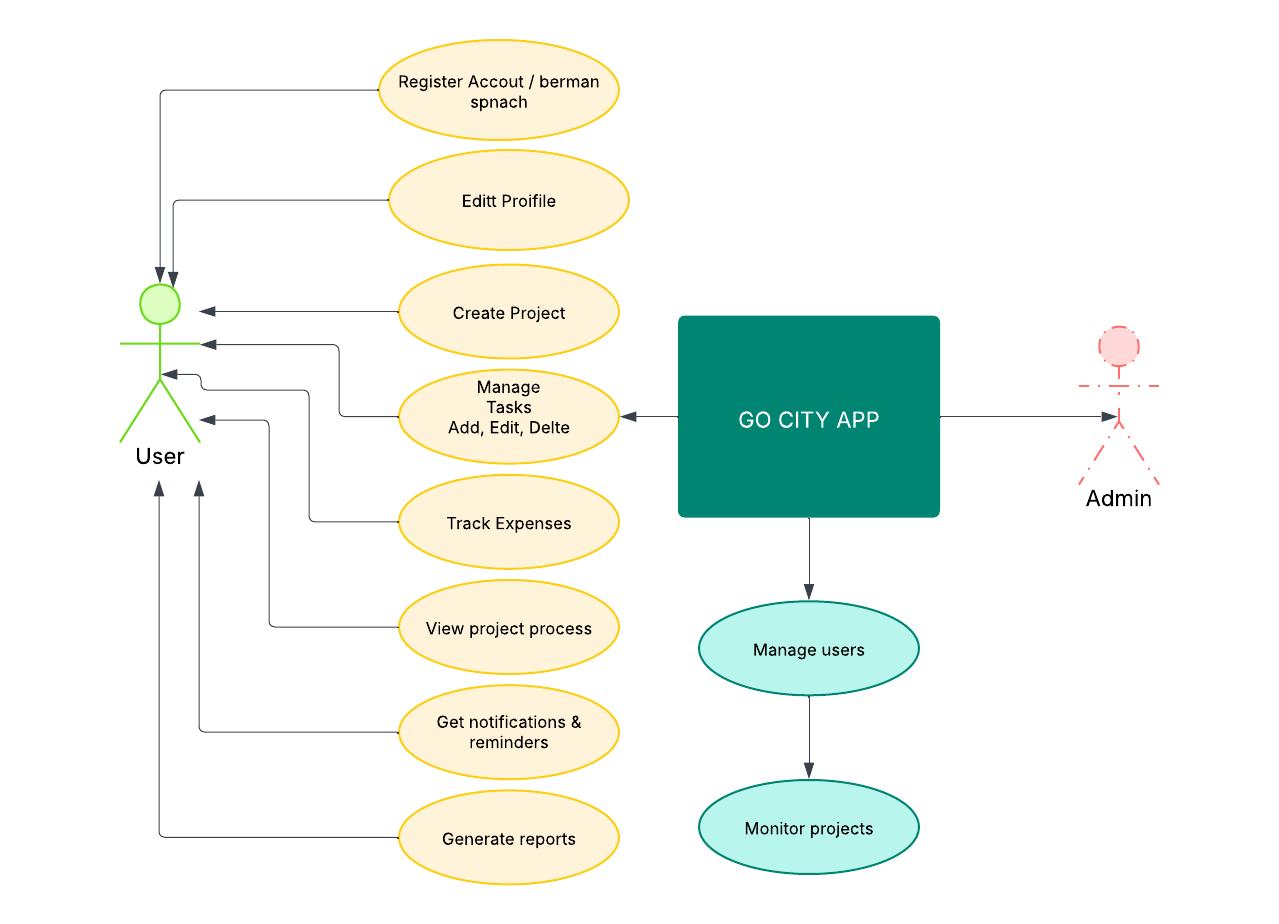 Register Accout / berman
spnach
Editt Proifile
Create Project
Manage
Tasks
Add, Edit, Delte
GO CITY APP
User
Admin
Track Expenses
View project process
Manage users
Get notifications &
reminders
Monitor projects
Generate reports